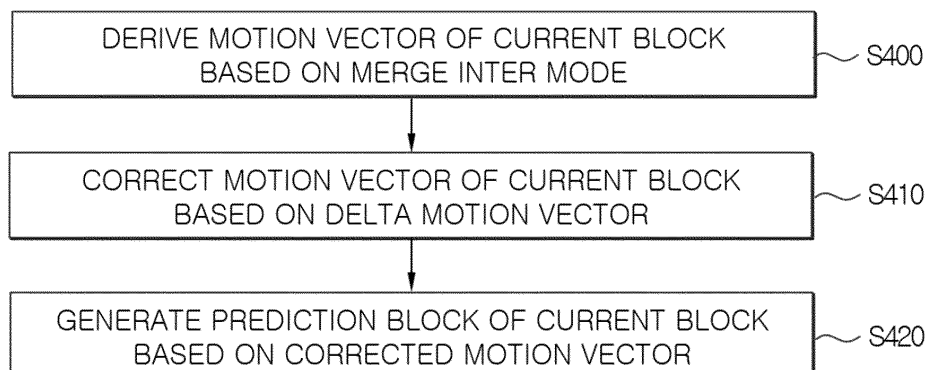 DERIVE MOTION VECTOR OF CURRENT BLOCK
BASED ON MERGE INTER MODE
S400
CORRECT MOTION VECTOR OF CURRENT BLOCK
BASED ON DELTA MOTION VECTOR
S410
GENERATE PREDICTION BLOCK OF CURRENT BLOCK
BASED ON CORRECTED MOTION VECTOR
S420